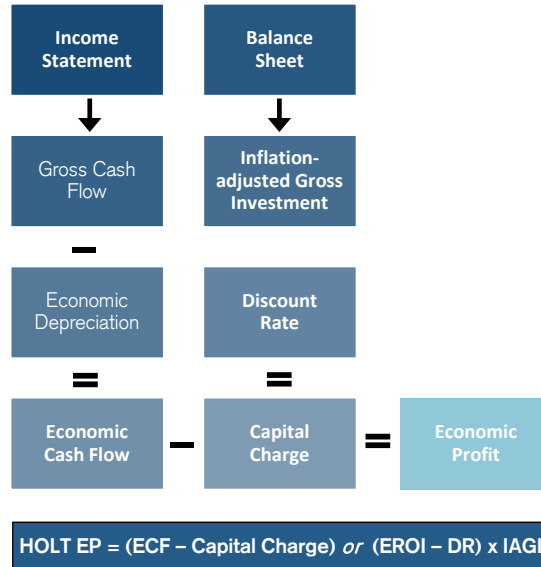 Income
Statement
Balance
Sheet
Gross Cash
Flow
Inflation-
adjusted Gross
Investment
–
Economic
Depreciation
Discount
Rate
=
=
Economic
Cash Flow
–
Capital
Charge
=
Economic
Profit
HOLT EP = (ECF – Capital Charge) or (EROI – DR) x IAGI